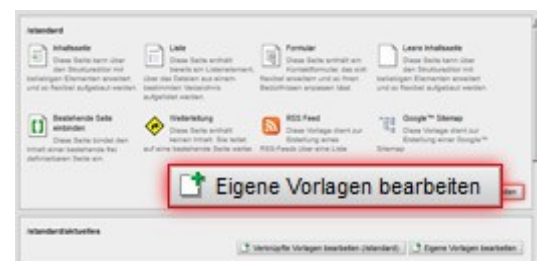 /standard
Inhaltsseite
Diese Seite kann über
den Struktureditor mit
beliebigen Elementen erweitert
und so flexibel aufgebaut werden.
Liste
Diese Seite enthält
bereits ein Listenelement,
über das Dateien aus einem
bestimmten Verzeichnis
aufgelistet werden.
Formular
Diese Seite enthält ein
Kontaktformular, das sich
flexibel erweitern und so Ihren
Bedürfnissen anpassen lässt
Leere Inhaltsseite
Diese Seite kann über
den Struktureditor mit
beliebigen Elementen erweitert
und so flexibel aufgebaut werden.
Bestehende Seite
einbinden
Diese Seite bindet den
Inhalt einer bestehende frei
definierbaren Seite ein.
Weiterleitung
Diese Seite enthält
keinen Inhalt. Sie leitet
auf eine bestehende Seite weiter.
RSS Feed
Diese Vorlage dient zur
Erstellung eines
RSS-Feeds über eine Liste
Google™ Sitemap
Diese Vorlage dient zur
Erstellung einer Google™
Sitemap
Eigene Vorlagen bearbeiten
/standard/aktuelles
Verknüpfte Vorlagen bearbeiten (/standard)
Eigene Vorlagen bearbeiten